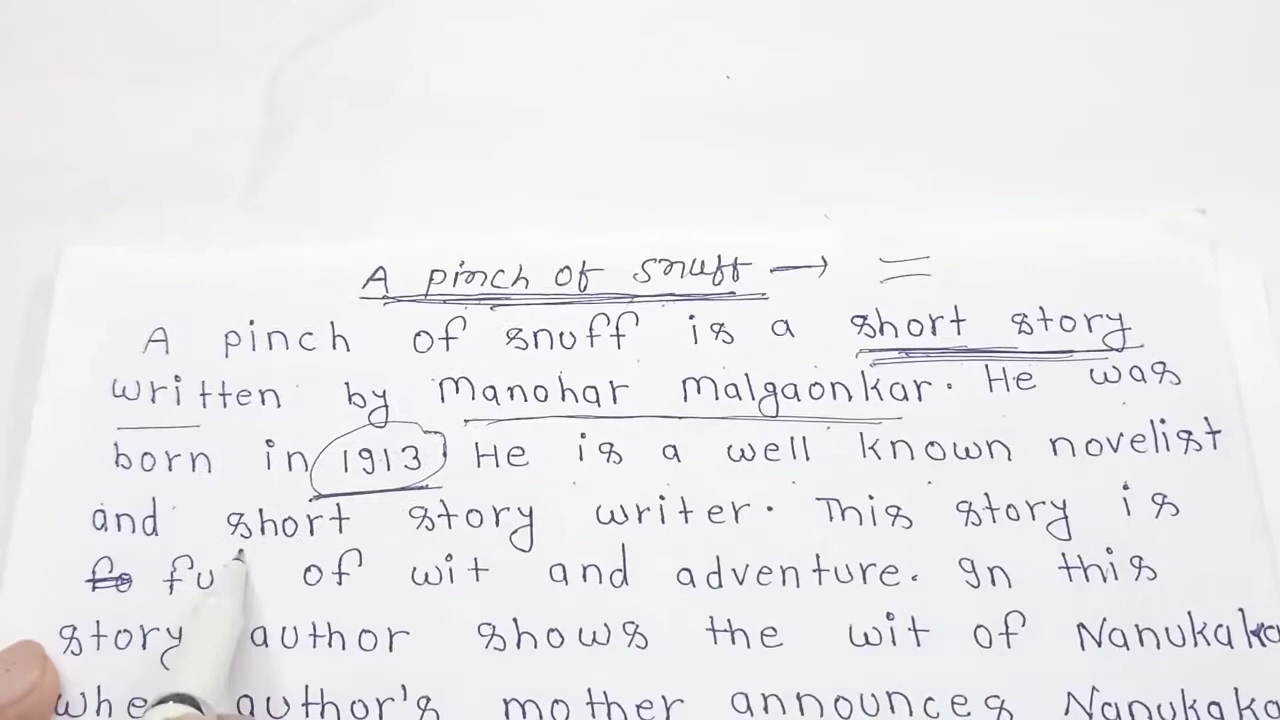 A pinch of snuff → =
A pinch of snuff is a short story
written by Manohar Malgaonkar. He was
born in 1913 He is a well known novelist
and short story writer. This story is
of wit and adventure. In this
story author shows the wit of Nanukaka
author's mother announces Nanukaka